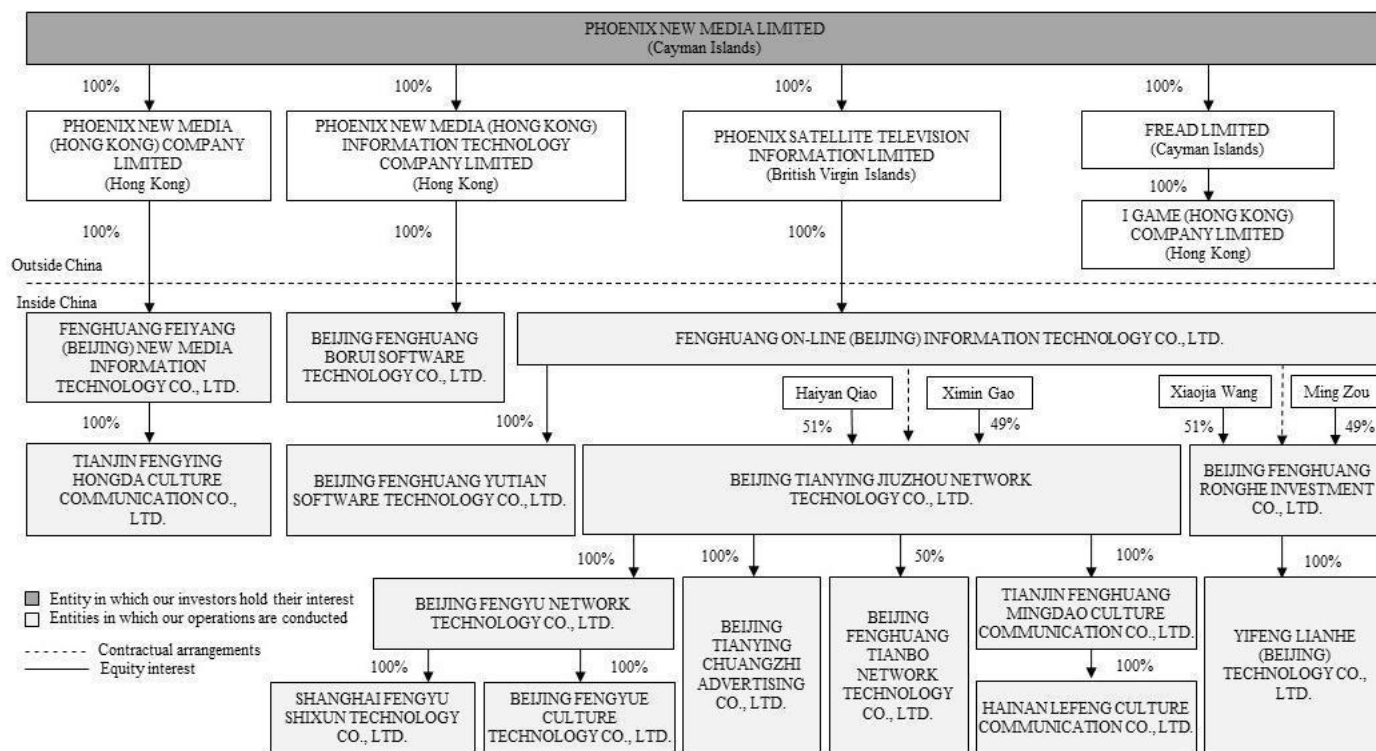 PHOENIX NEW MEDIA LIMITED
(Cayman Islands)
100%
100%
100%
100%
PHOENIX NEW MEDIA
(HONG KONG) COMPANY
LIMITED
(Hong Kong)
PHOENIX NEW MEDIA (HONG KONG)
INFORMATION TECHNOLOGY
COMPANY LIMITED
(Hong Kong)
PHOENIX SATELLITE TELEVISION
INFORMATION LIMITED
(British Virgin Islands)
FREAD LIMITED
(Cayman Islands)
100%
I GAME (HONG KONG)
COMPANY LIMITED
(Hong Kong)
100%
100%
100%
Outside China
Inside China
FENGHUANG FEIYANG
(BEIJING) NEW MEDIA
INFORMATION
TECHNOLOGY CO., LTD.
BEIJING FENGHUANG
BORUI SOFTWARE
TECHNOLOGY CO., LTD.
FENGHUANG ON-LINE (BEIJING) INFORMATION TECHNOLOGY CO., LTD.
Haiyan Qiao
Ximin Gao
Xiaojia Wang
Ming Zou
100%
100%
51%
49%
51%
49%
TIANJIN FENGYING
HONGDA CULTURE
COMMUNICATION CO.,
LTD.
BEIJING FENGHUANG YUTIAN
SOFTWARE TECHNOLOGY CO., LTD.
BEIJING TIANYING JIUZHOU NETWORK
TECHNOLOGY CO., LTD.
BEIJING FENGHUANG
RONGHE INVESTMENT
CO., LTD.
100%
100%
50%
100%
100%
BEIJING FENGYU NETWORK
TECHNOLOGY CO., LTD.
BEIJING
TIANYING
CHUANGZHI
ADVERTISING
CO., LTD.
BEIJING
FENGHUANG
TIANBO
NETWORK
TECHNOLOGY
CO., LTD.
TIANJIN FENGHUANG
MINGDAO CULTURE
COMMUNICATION CO., LTD.
YIFENG LIANHE
(BEIJING)
TECHNOLOGY CO.,
LTD.
100%
100%
100%
SHANGHAI FENGYU
SHIXUN TECHNOLOGY
CO., LTD.
BEIJING FENGYUE
CULTURE
TECHNOLOGY CO., LTD.
HAINAN LEFENG CULTURE
COMMUNICATION CO., LTD.
Entity in which our investors hold their interest
Entities in which our operations are conducted
Contractual arrangements
Equity interest